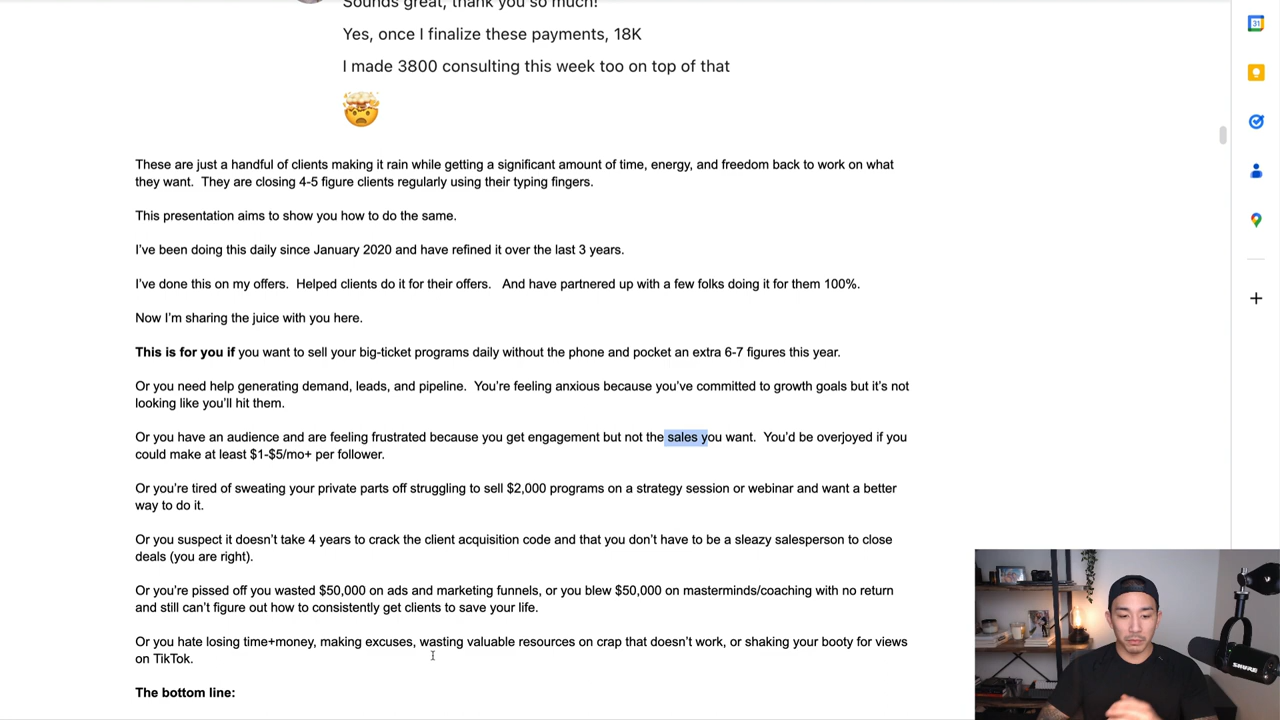 Sounds great, thank you so much!
Yes, once I finalize these payments, 18K
I made 3800 consulting this week too on top of that
31
These are just a handful of clients making it rain while getting a significant amount of time, energy, and freedom back to work on what
they want.  They are closing 4-5 figure clients regularly using their typing fingers.
This presentation aims to show you how to do the same.
I've been doing this daily since January 2020 and have refined it over the last 3 years.
I've done this on my offers.  Helped clients do it for their offers.   And have partnered up with a few folks doing it for them 100%.
Now I'm sharing the juice with you here.
This is for you if you want to sell your big-ticket programs daily without the phone and pocket an extra 6-7 figures this year.
Or you need help generating demand, leads, and pipeline.  You're feeling anxious because you've committed to growth goals but it's not
looking like you'll hit them.
Or you have an audience and are feeling frustrated because you get engagement but not the sales you want.  You'd be overjoyed if you
could make at least $1-$5/mo+ per follower.
Or you're tired of sweating your private parts off struggling to sell $2,000 programs on a strategy session or webinar and want a better
way to do it.
Or you suspect it doesn't take 4 years to crack the client acquisition code and that you don't have to be a sleazy salesperson to close
deals (you are right).
Or you're pissed off you wasted $50,000 on ads and marketing funnels, or you blew $50,000 on masterminds/coaching with no return
and still can't figure out how to consistently get clients to save your life.
Or you hate losing time+money, making excuses, wasting valuable resources on crap that doesn't work, or shaking your booty for views
on TikTok.
The bottom line:
SHURE